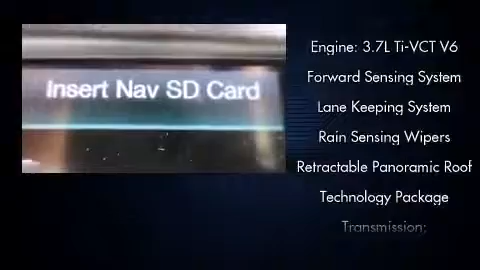 Insert Nav SD Card
Engine: 3.7L Ti-VCT V6
Forward Sensing System
Lane Keeping System
Rain Sensing Wipers
Retractable Panoramic Roof
Technology Package
Transmission: